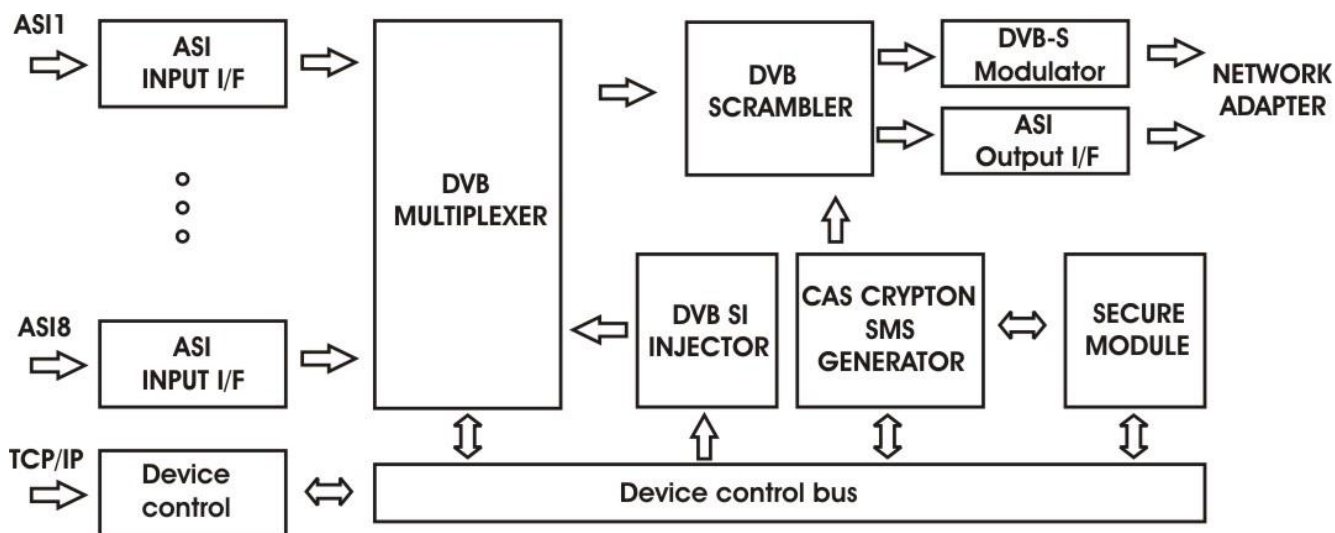 ASI1
ASI
INPUT I/F
DVB
MULTIPLEXER
DVB
SCRAMBLER
DVB-S
Modulator
ASI
Output I/F
NETWORK
ADAPTER
ASI8
ASI
INPUT I/F
DVB SI
INJECTOR
CAS CRYPTON
SMS
GENERATOR
SECURE
MODULE
TCP/IP
Device
control
Device control bus